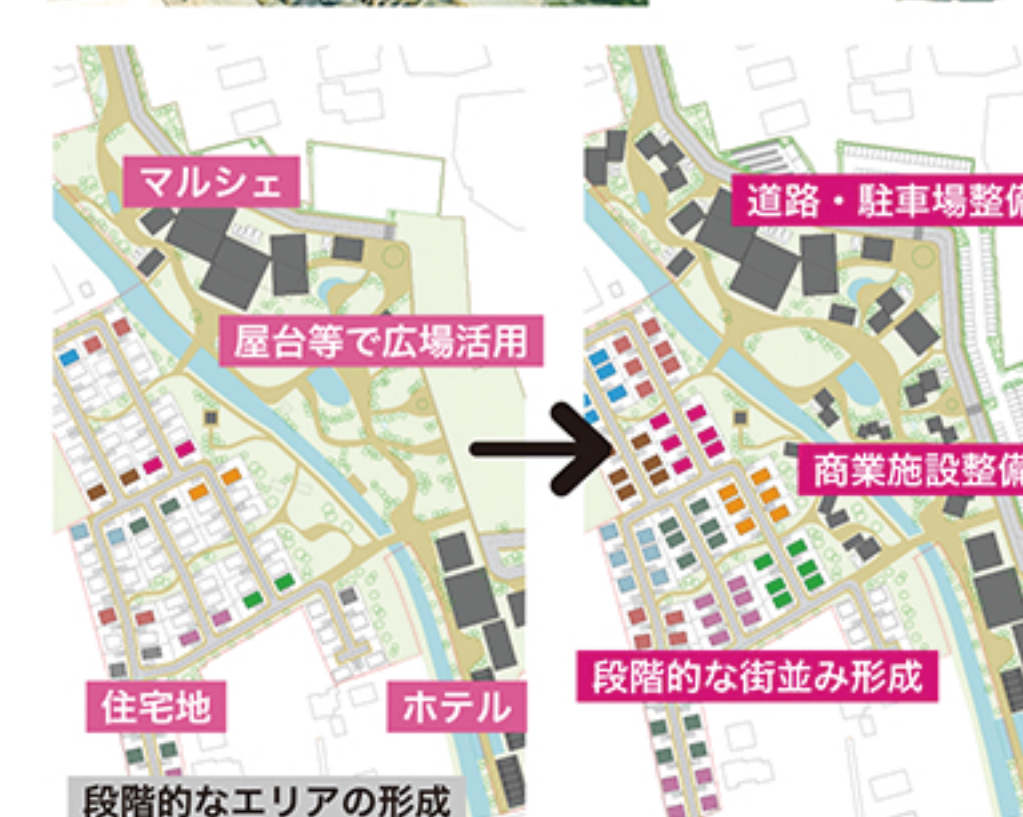 マルシェ
屋台等で広場活用
住宅地
ホテル
段階的なエリアの形成
道路・駐車場整備
商業施設整備
段階的な街並み形成